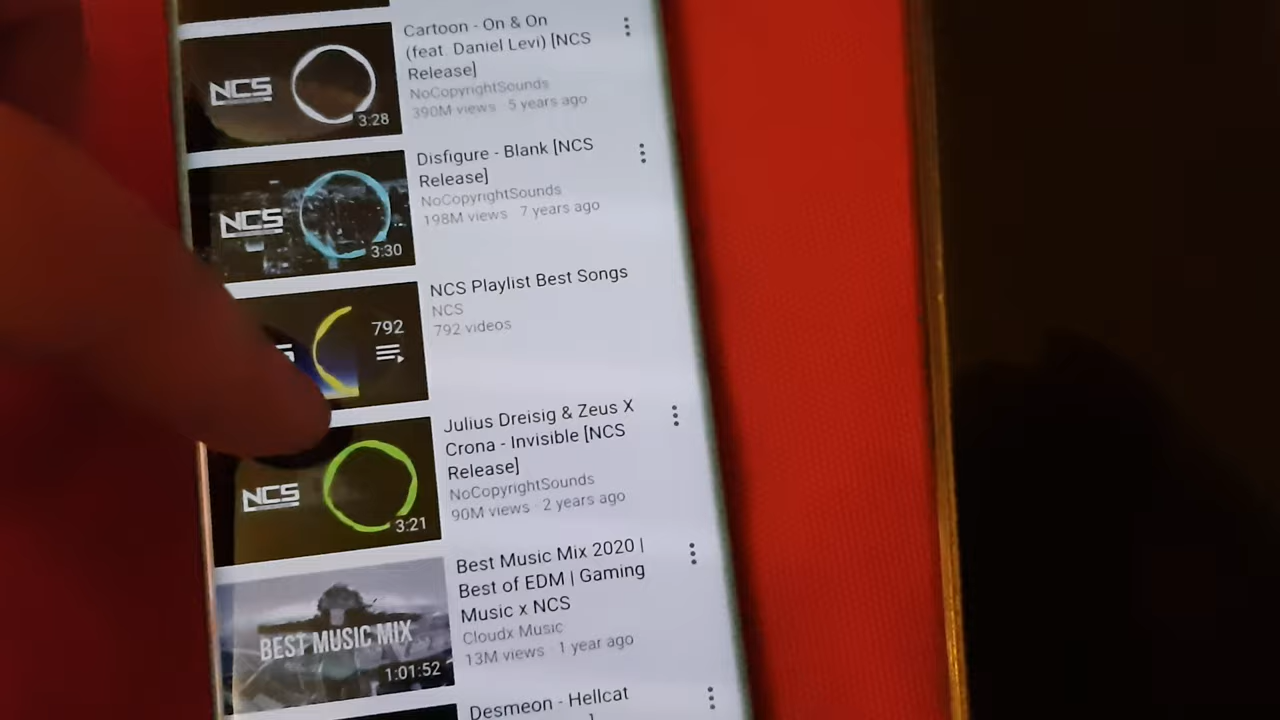 Cartoon - On & On
(feat. Daniel Levi) [NCS
Release]
NoCopyrightSounds
390M views · 5 years ago
NCS
3:28
Disfigure - Blank [NCS
Release]
NoCopyrightSounds
198M views · 7 years ago
NCS
3:30
NCS Playlist Best Songs
NCS
792 videos
792
Julius Dreisig & Zeus X
Crona - Invisible [NCS
Release]
NoCopyrightSounds
90M views · 2 years ago
NCS
3:21
Best Music Mix 2020 |
Best of EDM | Gaming
Music x NCS
Cloudx Music
13M views · 1 year ago
BEST MUSIC MIX
1:01:52
Desmeon - Hellcat